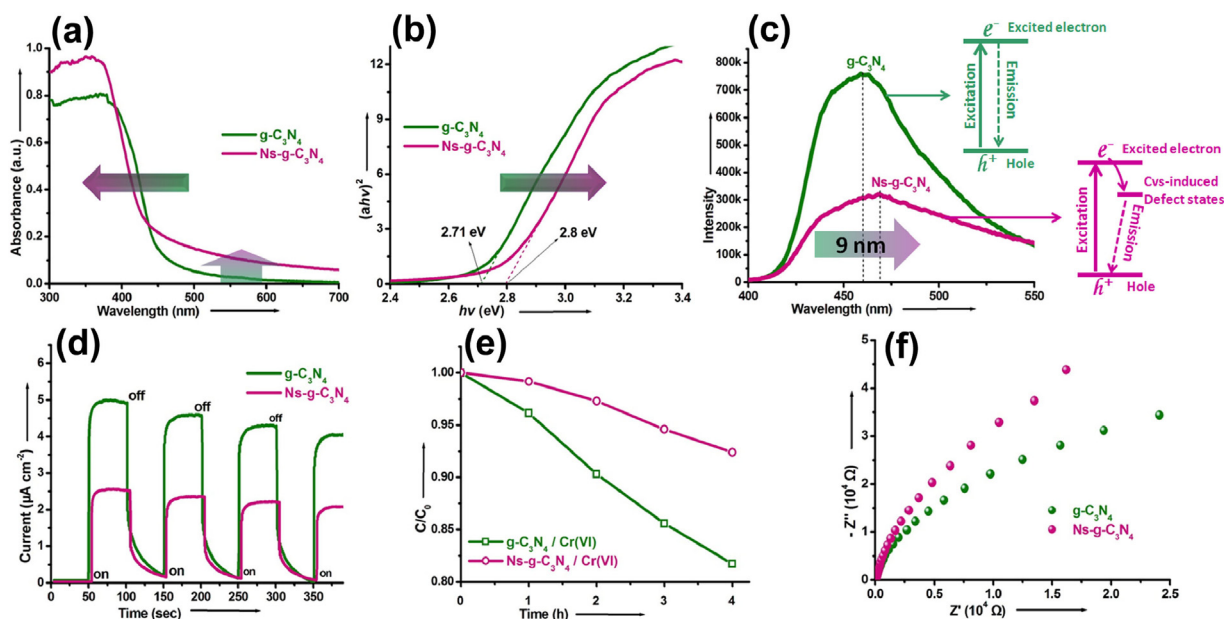 (a)
1.0
0.8
0.6
0.4
0.2
0.0
Absorbance (a.u.)
g-C₃N₄
Ns-g-C₃N₄
300 400 500 600 700
Wavelength (nm)
(b)
12
9
6
3
0
(ahv)²
g-C₃N₄
Ns-g-C₃N₄
2.71 eV
2.8 eV
2.4 2.6 2.8 3.0 3.2 3.4
hv (eV)
(c)
900k
800k
700k
600k
500k
400k
300k
200k
100k
0
Intensity
g-C₃N₄
Ns-g-C₃N₄
9 nm
400 450 500 550
Wavelength (nm)
e⁻ Excited electron
Excitation
Emission
h⁺ Hole
e⁻ Excited electron
Cvs-induced
Defect states
Excitation
Emission
h⁺ Hole
(d)
6
5
4
3
2
1
0
Current (μA cm⁻²)
g-C₃N₄
Ns-g-C₃N₄
off
off
off
on
on
on
on
0 50 100 150 200 250 300 350
Time (sec)
(e)
1.00
0.95
0.90
0.85
0.80
C/C₀
g-C₃N₄ / Cr(VI)
Ns-g-C₃N₄ / Cr(VI)
0 1 2 3 4
Time (h)
(f)
5
4
3
2
1
0
- Z'' (10⁴ Ω)
g-C₃N₄
Ns-g-C₃N₄
0.5 1.0 1.5 2.0 2.5
Z' (10⁴ Ω)